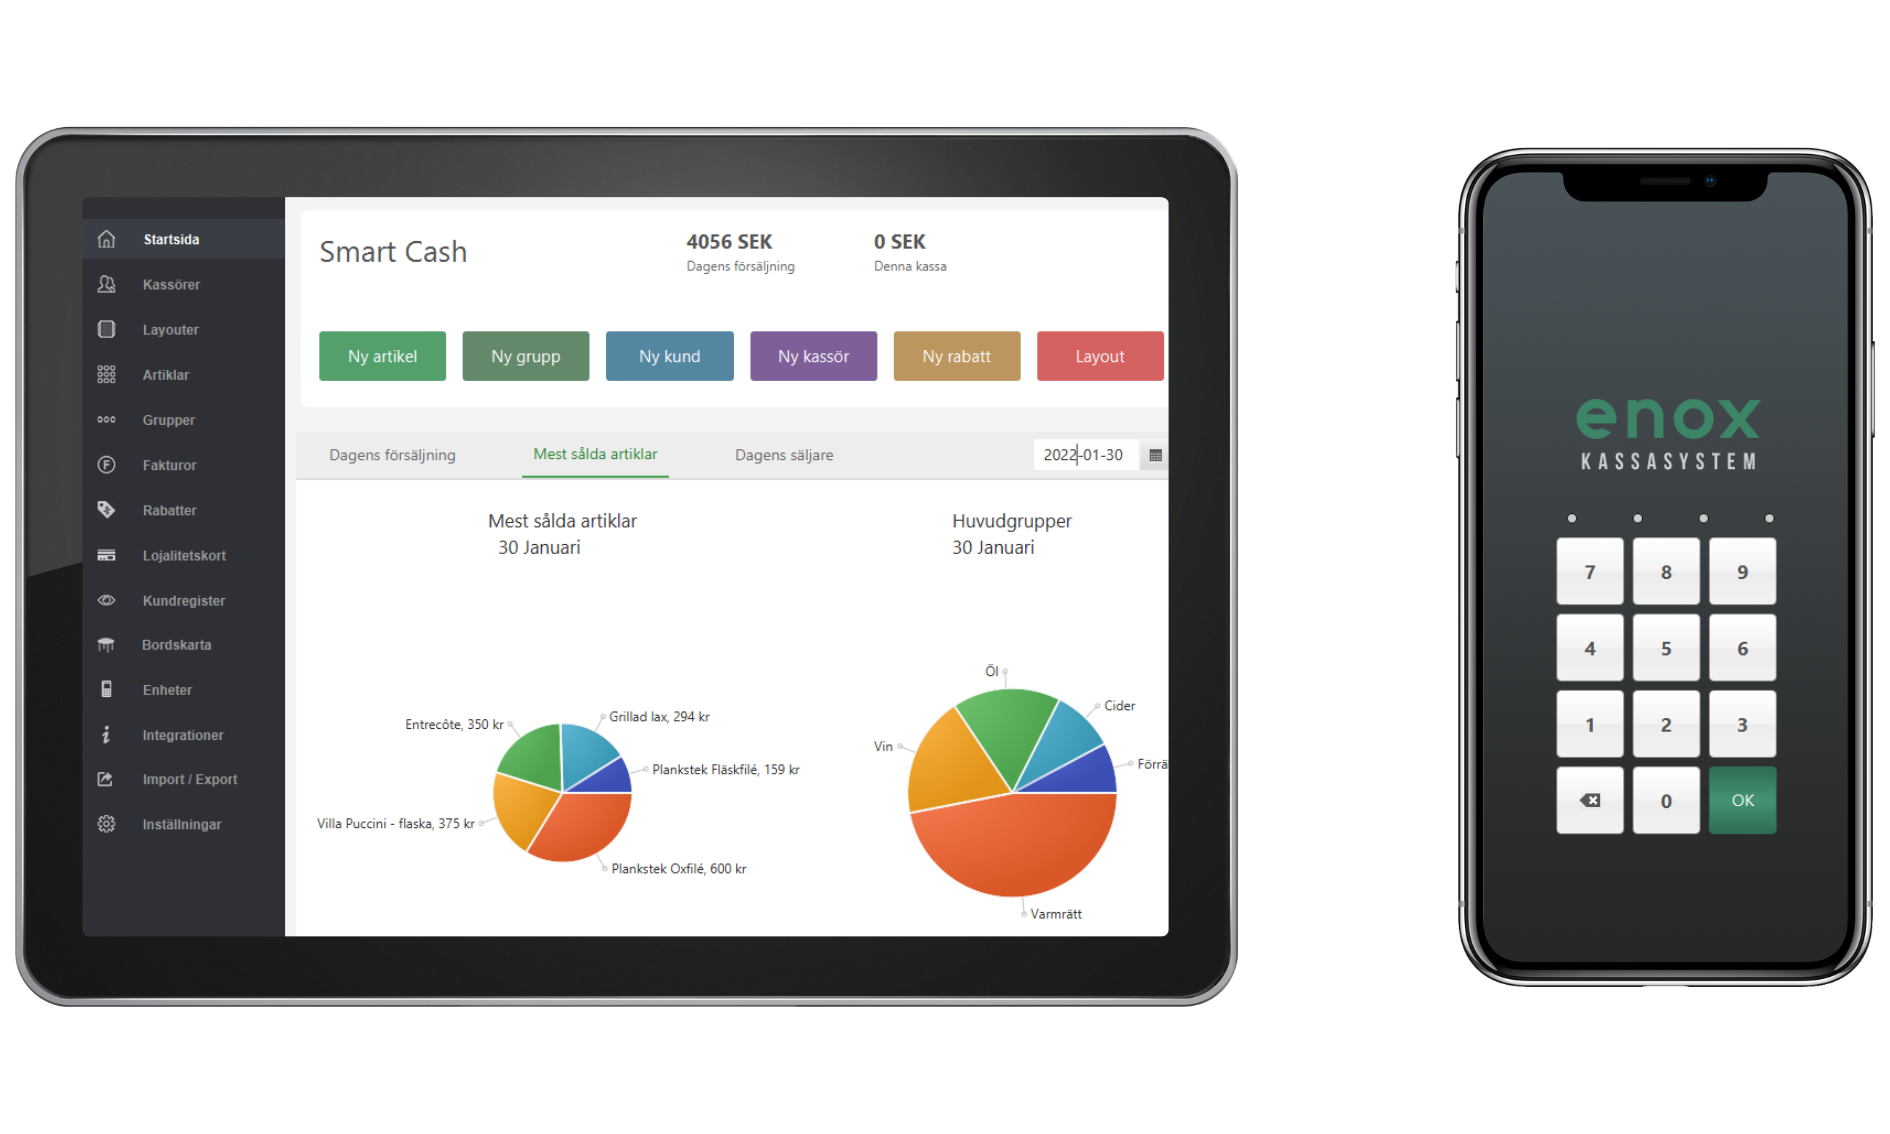 Startsida
Kassörer
Layouter
Artiklar
Grupper
Fakturor
Rabatter
Lojalitetskort
Kundregister
Bordskarta
Enheter
Integrationer
Import / Export
Inställningar
Smart Cash
4056 SEK
Dagens försäljning
0 SEK
Denna kassa
Ny artikel
Ny grupp
Ny kund
Ny kassör
Ny rabatt
Layout
Dagens försäljning
Mest sålda artiklar
Dagens säljare
2022-01-30
Mest sålda artiklar
30 Januari
Entrecôte, 350 kr
Grillad lax, 294 kr
Plankstek Fläskfilé, 159 kr
Villa Puccini - flaska, 375 kr
Plankstek Oxfilé, 600 kr
Huvudgrupper
30 Januari
Öl
Cider
Vin
Varmrätt
enox
KASSASYSTEM
7 8 9
4 5 6
1 2 3
0 OK